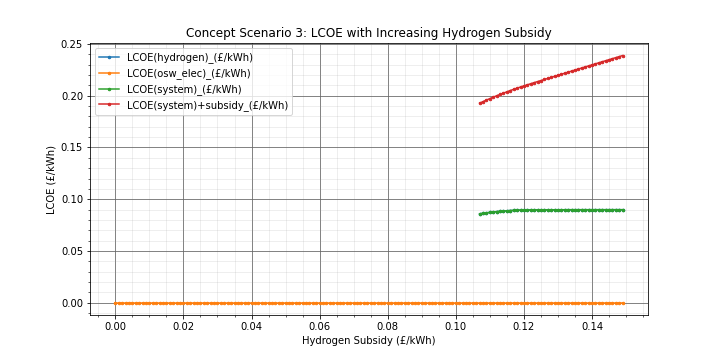 Concept Scenario 3: LCOE with Increasing Hydrogen Subsidy
LCOE(hydrogen)_(£/kWh)
LCOE(osw_elec)_(£/kWh)
LCOE(system)_(£/kWh)
LCOE(system)+subsidy_(£/kWh)
LCOE (£/kWh)
0.25
0.20
0.15
0.10
0.05
0.00
0.00 0.02 0.04 0.06 0.08 0.10 0.12 0.14
Hydrogen Subsidy (£/kWh)